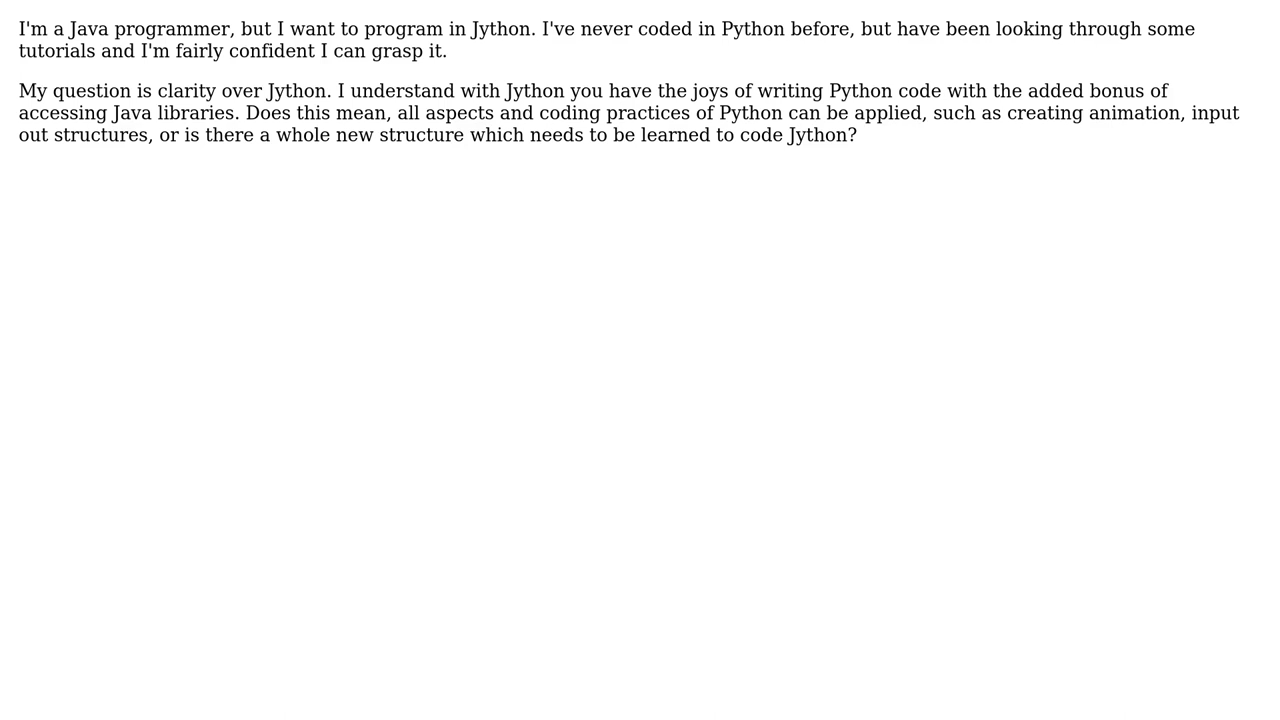 I'm a Java programmer, but I want to program in Jython. I've never coded in Python before, but have been looking through some
tutorials and I'm fairly confident I can grasp it.
My question is clarity over Jython. I understand with Jython you have the joys of writing Python code with the added bonus of
accessing Java libraries. Does this mean, all aspects and coding practices of Python can be applied, such as creating animation, input
out structures, or is there a whole new structure which needs to be learned to code Jython?